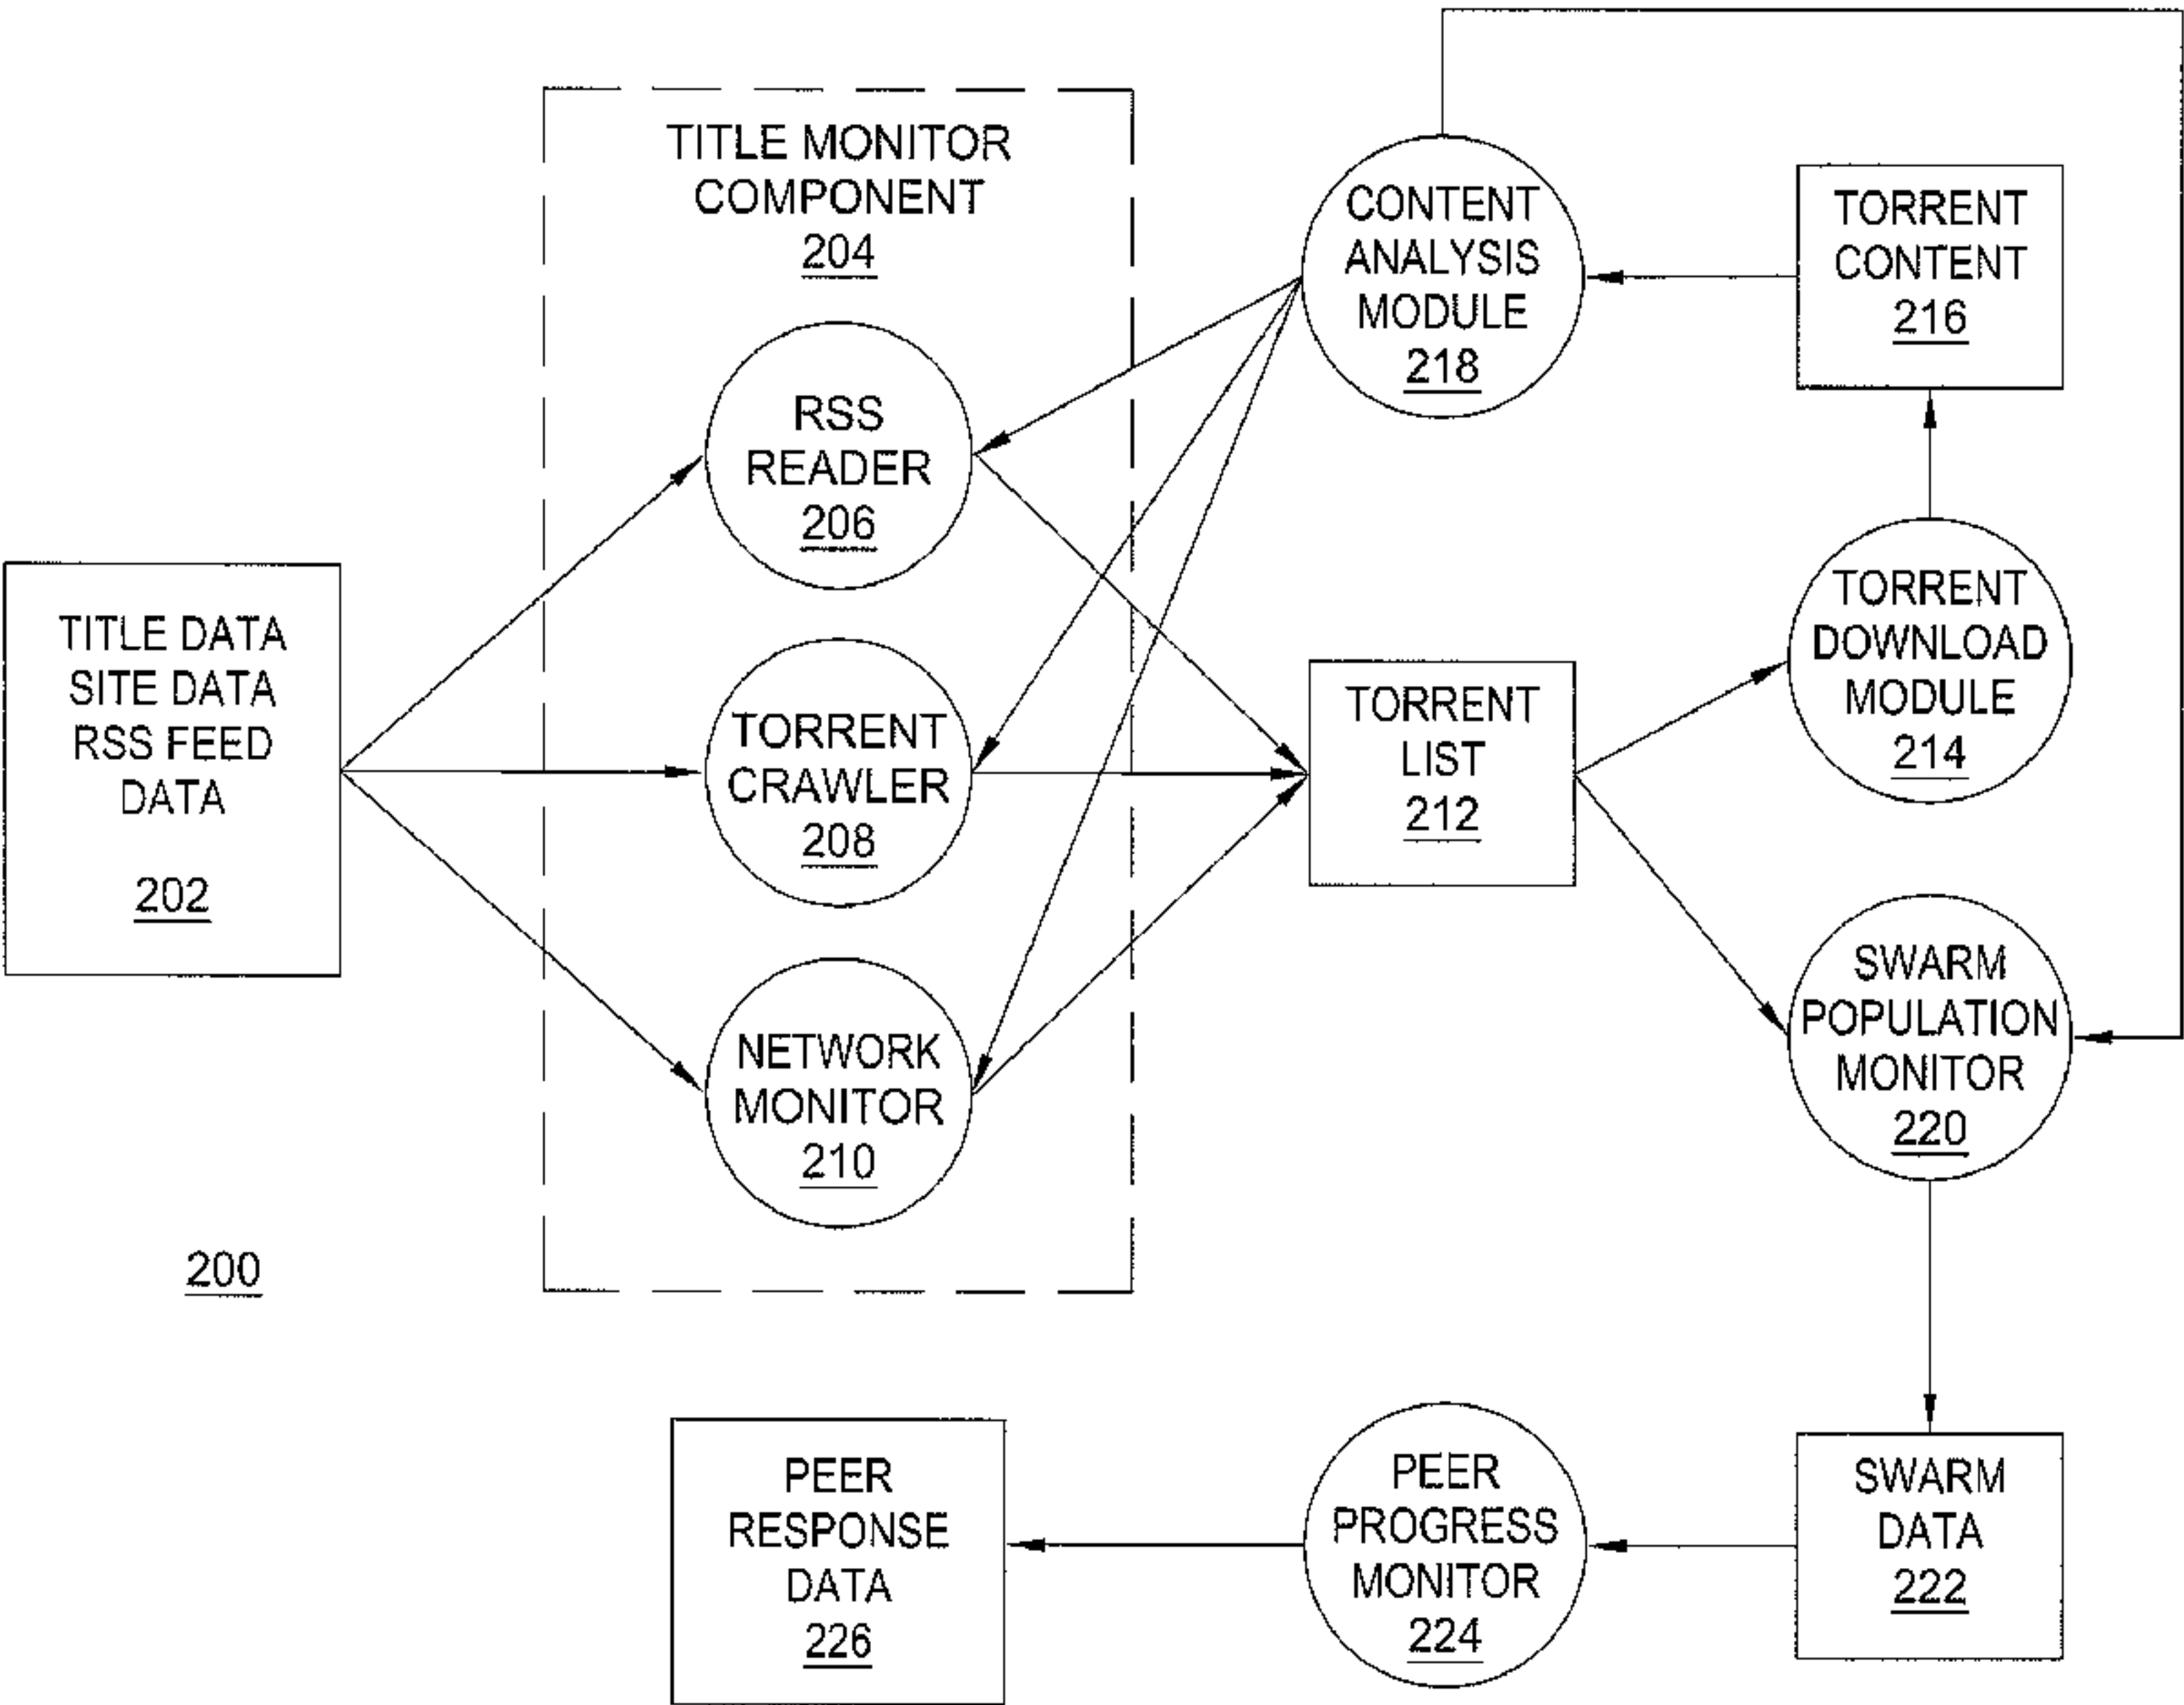 TITLE MONITOR
COMPONENT
204
CONTENT
ANALYSIS
MODULE
218
TORRENT
CONTENT
216
RSS
READER
206
TITLE DATA
SITE DATA
RSS FEED
DATA
202
TORRENT
CRAWLER
208
TORRENT
LIST
212
TORRENT
DOWNLOAD
MODULE
214
NETWORK
MONITOR
210
SWARM
POPULATION
MONITOR
220
200
PEER
RESPONSE
DATA
226
PEER
PROGRESS
MONITOR
224
SWARM
DATA
222